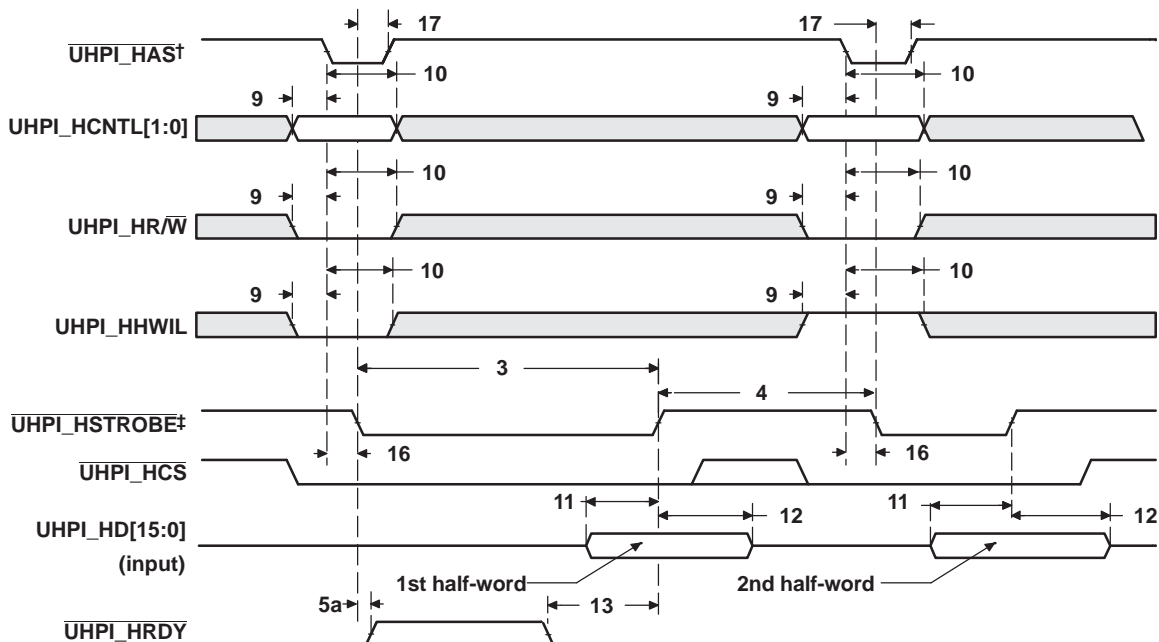 17
17
UHPI_HAS†
10
10
9
9
UHPI_HCNTL[1:0]
10
10
9
9
UHPI_HR/W
10
10
9
9
UHPI_HHWIL
3
4
UHPI_HSTROBE‡
16
16
UHPI_HCS
11
11
12
12
UHPI_HD[15:0]
(input)
1st half-word
2nd half-word
5a
13
UHPI_HRDY